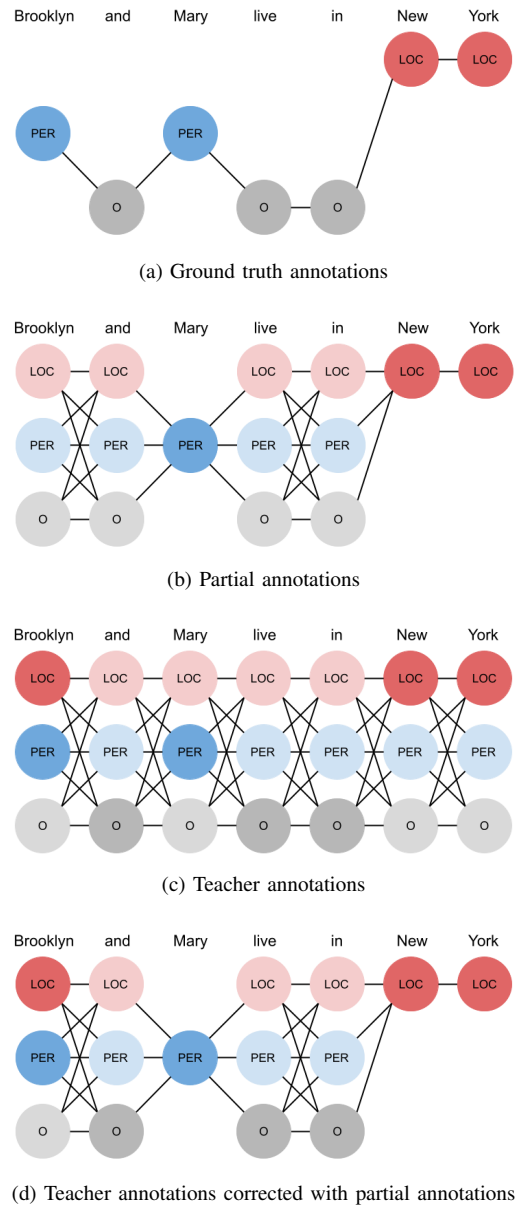 Brooklyn and Mary live in New York
LOC LOC
PER PER
O O O
(a) Ground truth annotations
Brooklyn and Mary live in New York
LOC LOC LOC LOC LOC LOC
PER PER PER PER PER
O O O O
(b) Partial annotations
Brooklyn and Mary live in New York
LOC LOC LOC LOC LOC LOC LOC
PER PER PER PER PER PER PER
O O O O O O O
(c) Teacher annotations
Brooklyn and Mary live in New York
LOC LOC LOC LOC LOC LOC
PER PER PER PER PER
O O O O
(d) Teacher annotations corrected with partial annotations